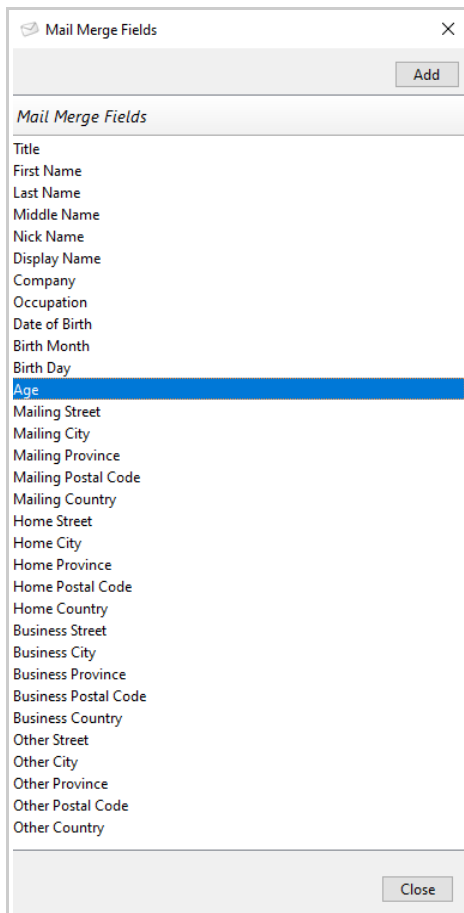 Mail Merge Fields
Add
Mail Merge Fields
Title
First Name
Last Name
Middle Name
Nick Name
Display Name
Company
Occupation
Date of Birth
Birth Month
Birth Day
Age
Mailing Street
Mailing City
Mailing Province
Mailing Postal Code
Mailing Country
Home Street
Home City
Home Province
Home Postal Code
Home Country
Business Street
Business City
Business Province
Business Postal Code
Business Country
Other Street
Other City
Other Province
Other Postal Code
Other Country
Close